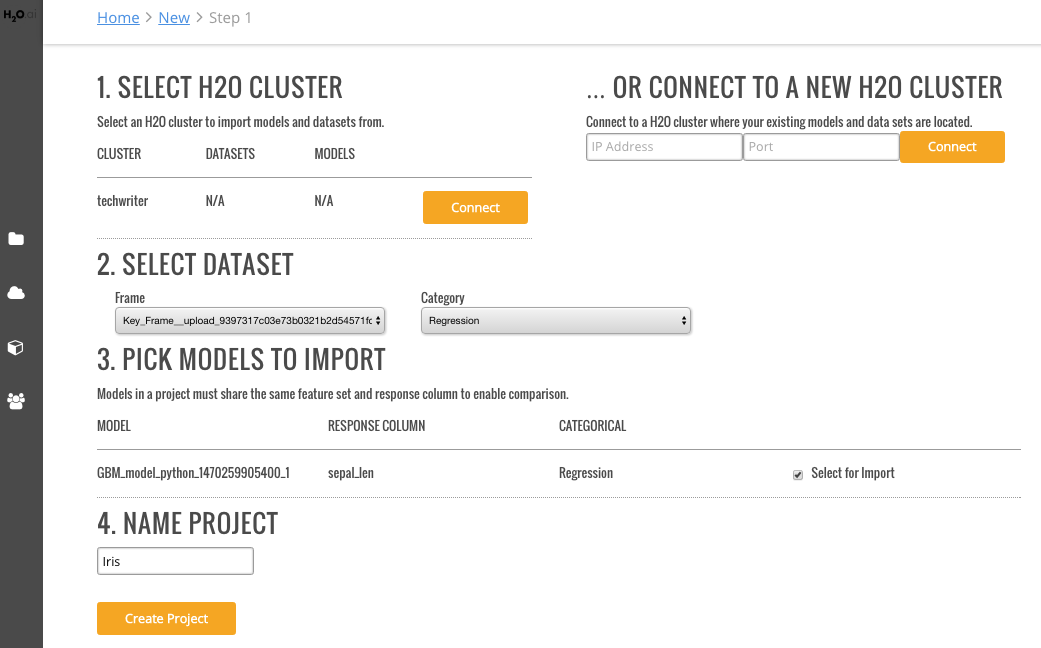 H2O.ai
Home > New > Step 1
1. SELECT H2O CLUSTER
Select an H2O cluster to import models and datasets from.
CLUSTER DATASETS MODELS
techwriter N/A N/A Connect
... OR CONNECT TO A NEW H2O CLUSTER
Connect to a H2O cluster where your existing models and data sets are located.
IP Address Port Connect
2. SELECT DATASET
Frame Category
Key_Frame__upload_9397317c03e73b0321b2d54571fc Regression
3. PICK MODELS TO IMPORT
Models in a project must share the same feature set and response column to enable comparison.
MODEL RESPONSE COLUMN CATEGORICAL
GBM_model_python_1470259905400_1 sepal_len Regression Select for Import
4. NAME PROJECT
Iris
Create Project